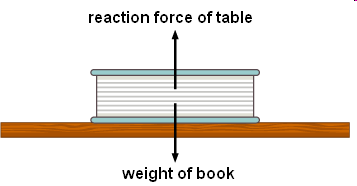 reaction force of table
weight of book